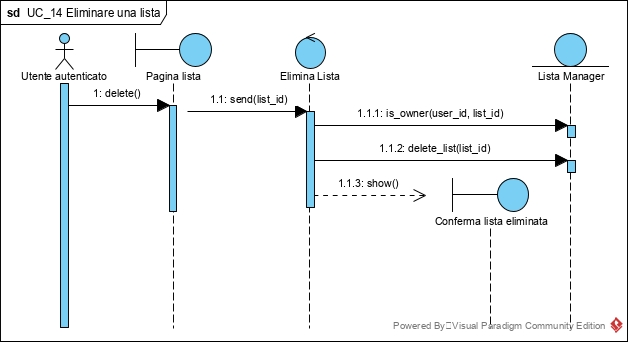 sd UC_14 Eliminare una lista
Utente autenticato
Pagina lista
Elimina Lista
Lista Manager
1: delete()
1.1: send(list_id)
1.1.1: is_owner(user_id, list_id)
1.1.2: delete_list(list_id)
1.1.3: show()
Conferma lista eliminata
Powered By Visual Paradigm Community Edition